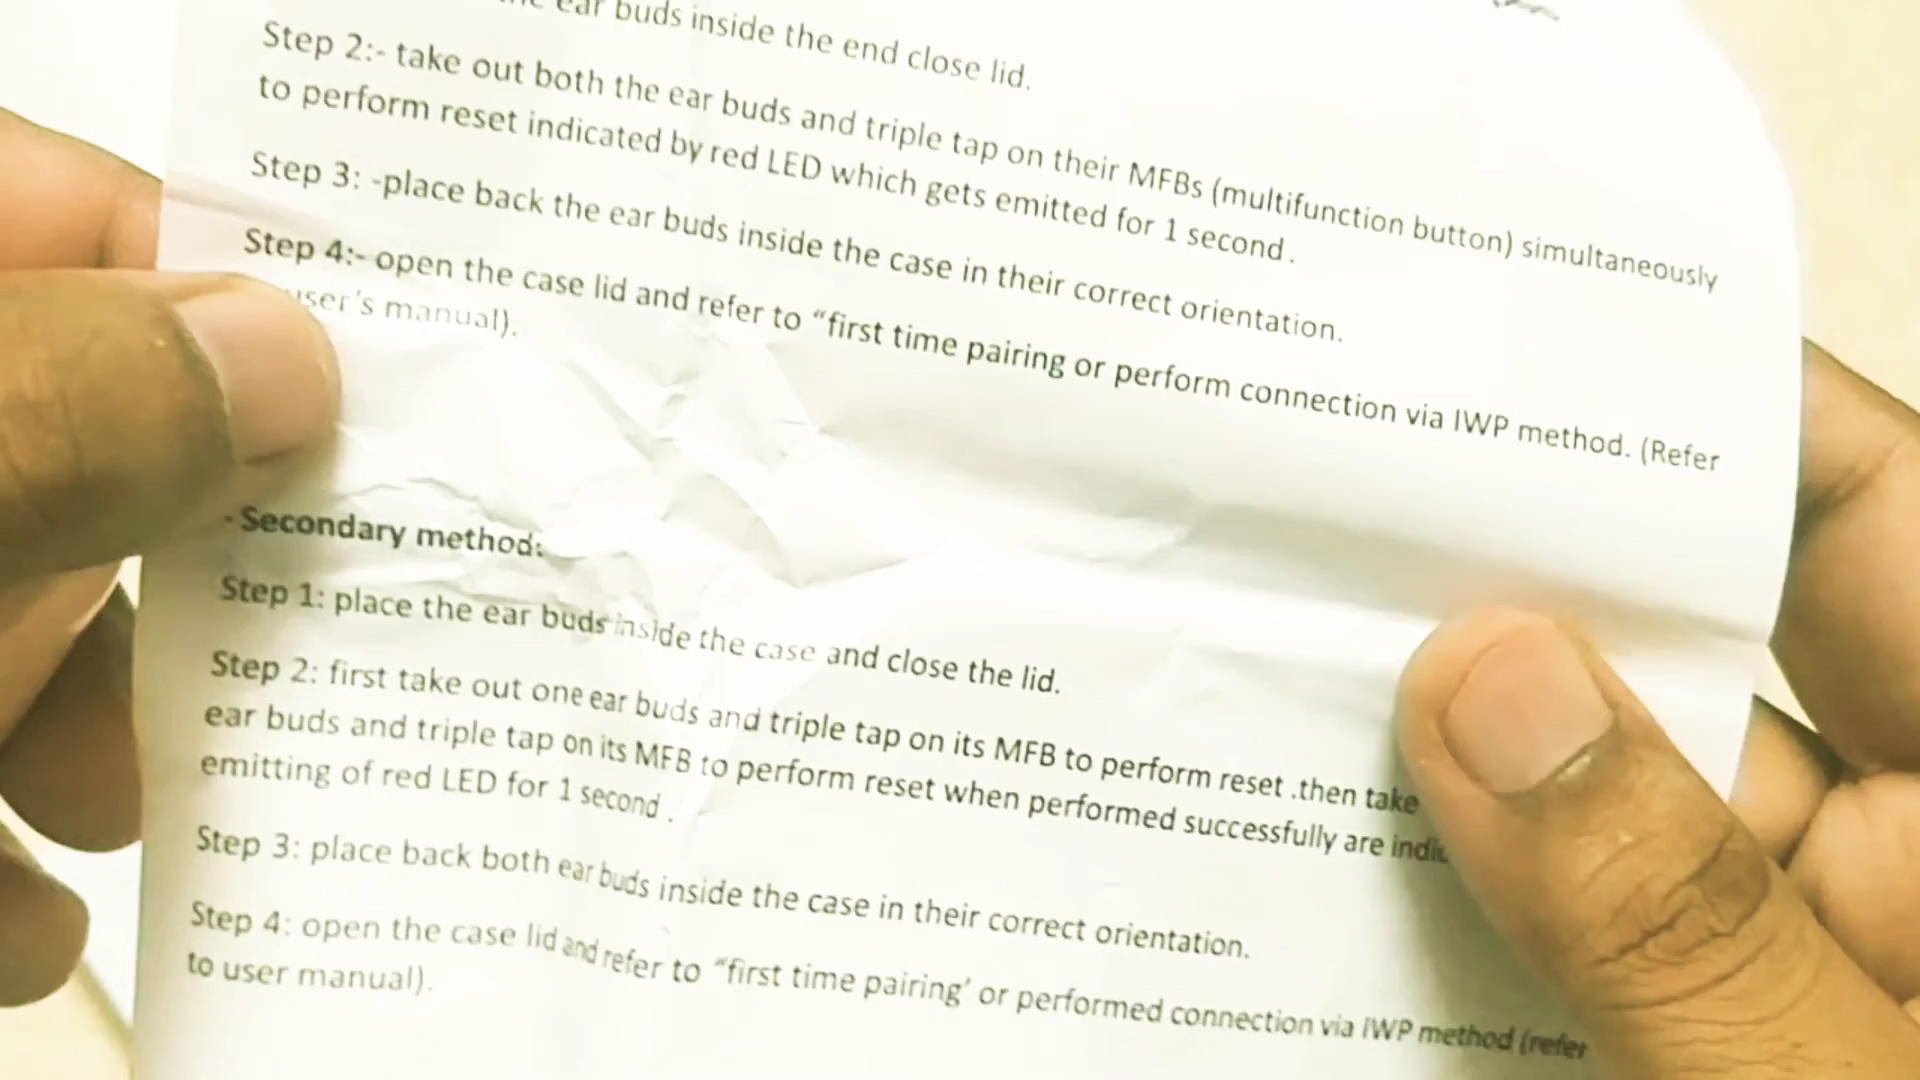 ear buds inside the end close lid.
Step 2:- take out both the ear buds and triple tap on their MFBs (multifunction button) simultaneously
to perform reset indicated by red LED which gets emitted for 1 second.
Step 3: -place back the ear buds inside the case in their correct orientation.
Step 4:- open the case lid and refer to “first time pairing or perform connection via IWP method. (Refer
user's manual).
- Secondary method:
Step 1: place the ear buds inside the case and close the lid.
Step 2: first take out one ear buds and triple tap on its MFB to perform reset .then take
ear buds and triple tap on its MFB to perform reset when performed successfully are
emitting of red LED for 1 second .
Step 3: place back both ear buds inside the case in their correct orientation.
Step 4: open the case lid and refer to “first time pairing’ or performed connection via IWP method (refer
to user manual).